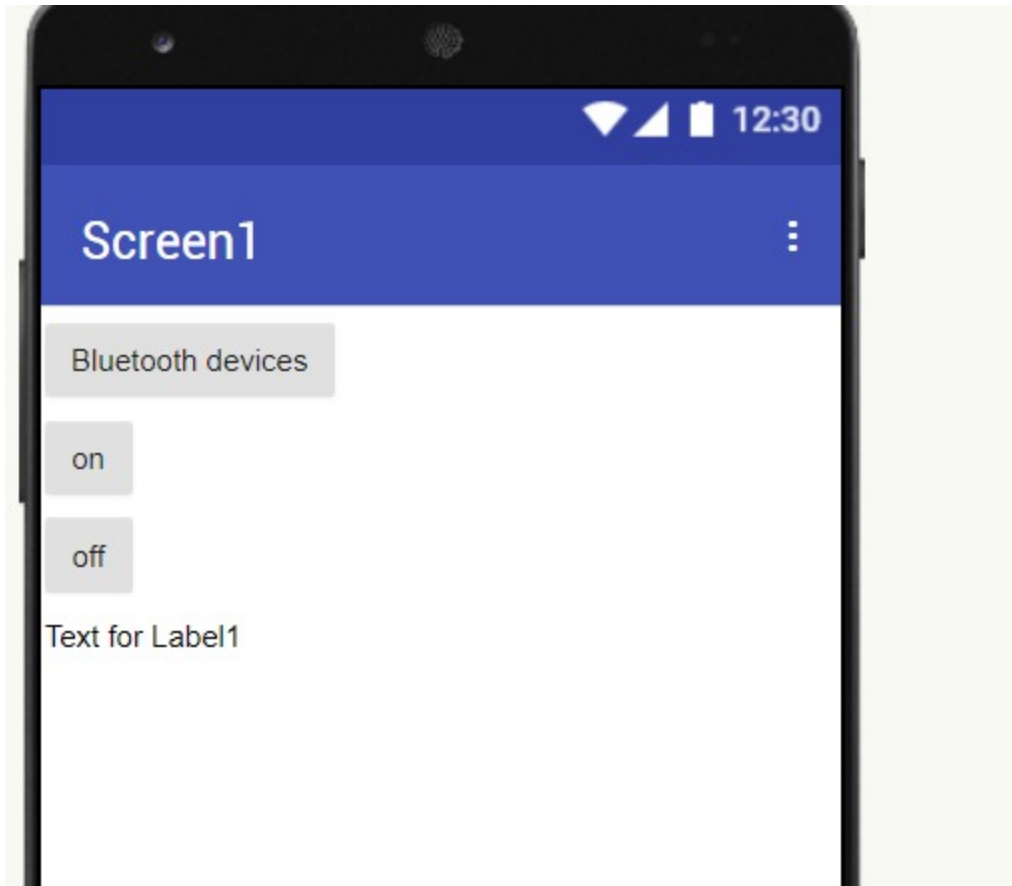 12:30
Screen1
Bluetooth devices
on
off
Text for Label1